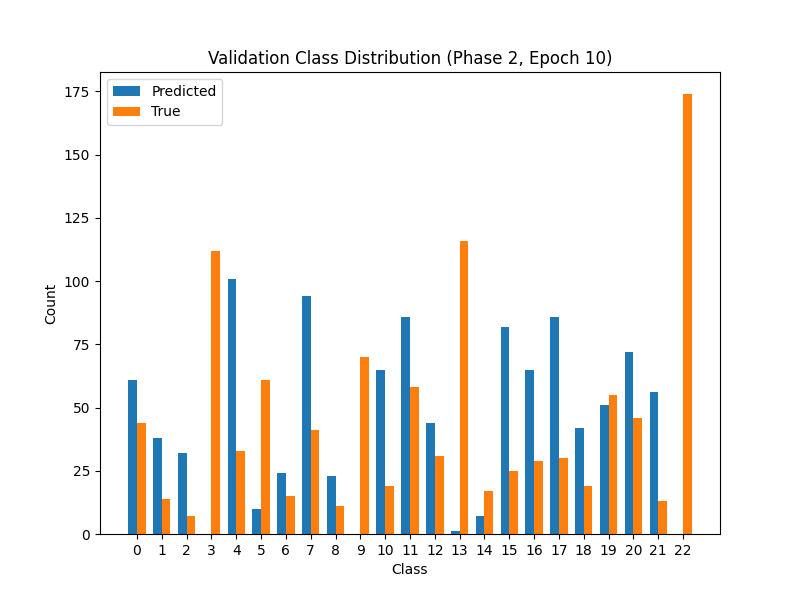 Validation Class Distribution (Phase 2, Epoch 10)
Predicted
True
175
150
125
100
75
50
25
0
Count
0 1 2 3 4 5 6 7 8 9 10 11 12 13 14 15 16 17 18 19 20 21 22
Class